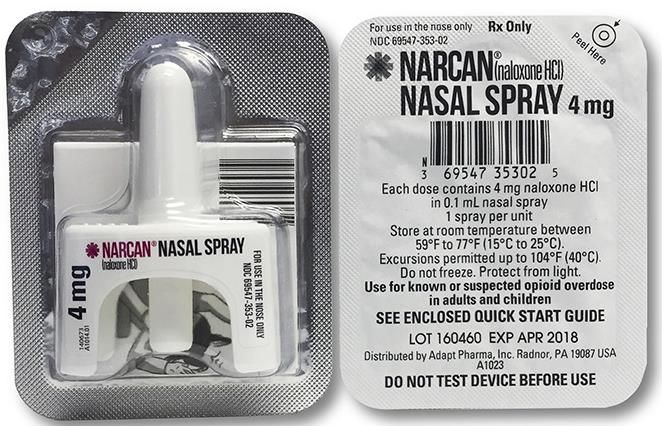 NARCAN® NASAL SPRAY
(naloxone HCl)
4 mg
FOR USE IN THE NOSE ONLY
NDC 69547-353-02
140673
A1014.01
For use in the nose only Rx Only
NDC 69547-353-02
Peel Here
NARCAN® (naloxone HCl)
NASAL SPRAY 4 mg
N
3 69547 35302 5
Each dose contains 4 mg naloxone HCl
in 0.1 mL nasal spray
1 spray per unit
Store at room temperature between
59°F to 77°F (15°C to 25°C).
Excursions permitted up to 104°F (40°C).
Do not freeze. Protect from light.
Use for known or suspected opioid overdose
in adults and children
SEE ENCLOSED QUICK START GUIDE
LOT 160460 EXP APR 2018
Distributed by Adapt Pharma, Inc. Radnor, PA 19087 USA
A1023
DO NOT TEST DEVICE BEFORE USE